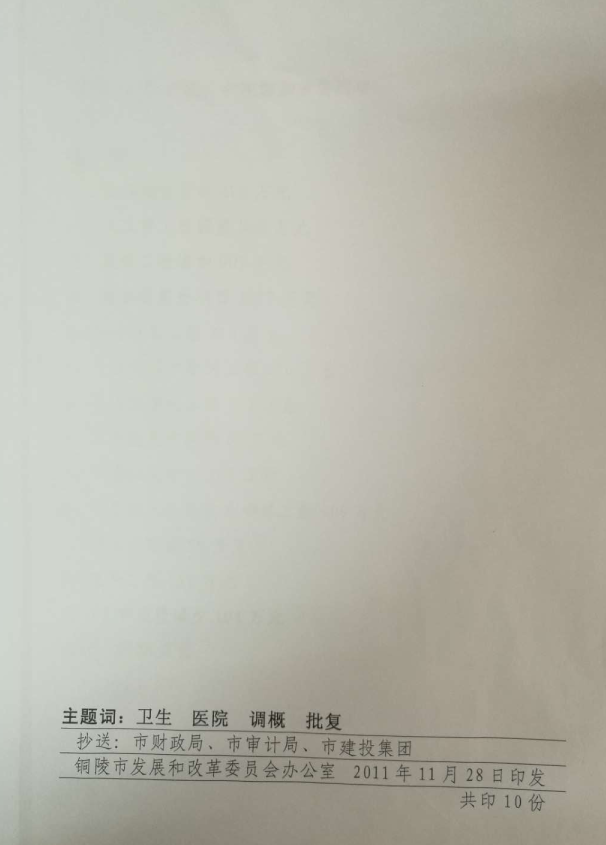 主题词：卫生 医院 调概 批复
抄送：市财政局、市审计局、市建投集团
铜陵市发展和改革委员会办公室 2011年11月28日印发
共印10份